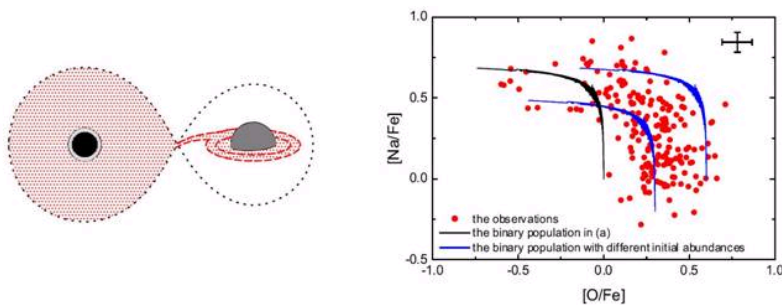 1.0
0.5
0.0
-0.5
[Na/Fe]
the observations
the binary population in (a)
the binary population with different initial abundances
-1.0 -0.5 0.0 0.5 1.0
[O/Fe]